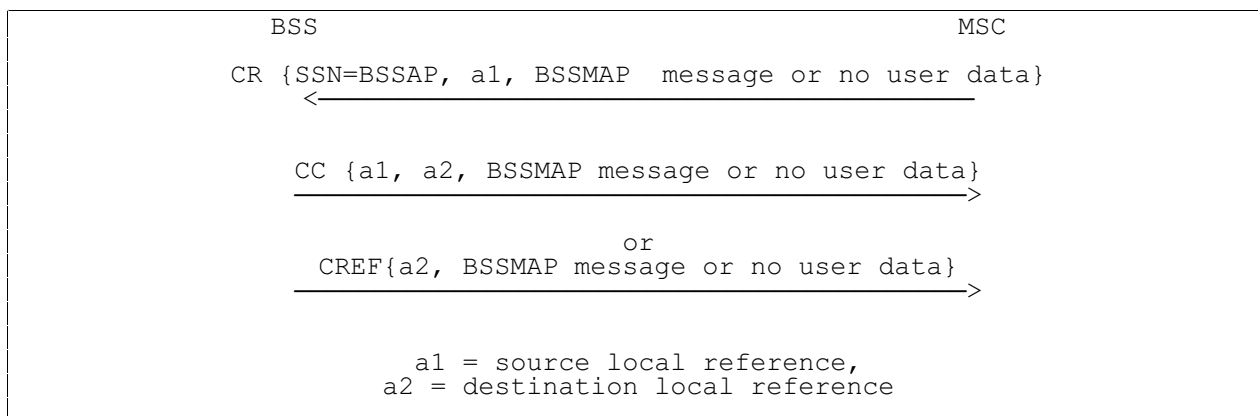 BSS MSC
CR {SSN=BSSAP, a1, BSSMAP message or no user data}
CC {a1, a2, BSSMAP message or no user data}
or
CREF{a2, BSSMAP message or no user data}
a1 = source local reference,
a2 = destination local reference